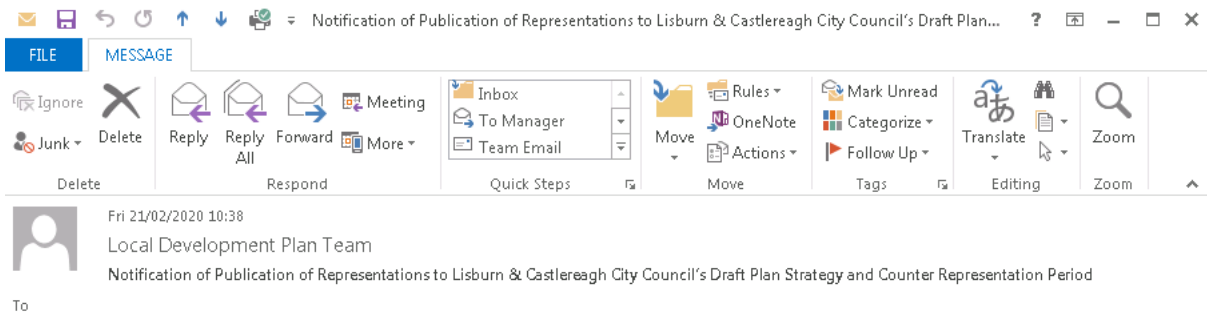 Notification of Publication of Representations to Lisburn & Castlereagh City Council's Draft Plan... ?
FILE MESSAGE
Ignore
Junk
Delete
Reply
Reply All
Forward
Meeting
More
Inbox
To Manager
Team Email
Move
Rules
OneNote
Actions
Mark Unread
Categorize
Follow Up
Translate
Zoom
Delete Respond Quick Steps Move Tags Editing Zoom
Fri 21/02/2020 10:38
Local Development Plan Team
Notification of Publication of Representations to Lisburn & Castlereagh City Council's Draft Plan Strategy and Counter Representation Period
To